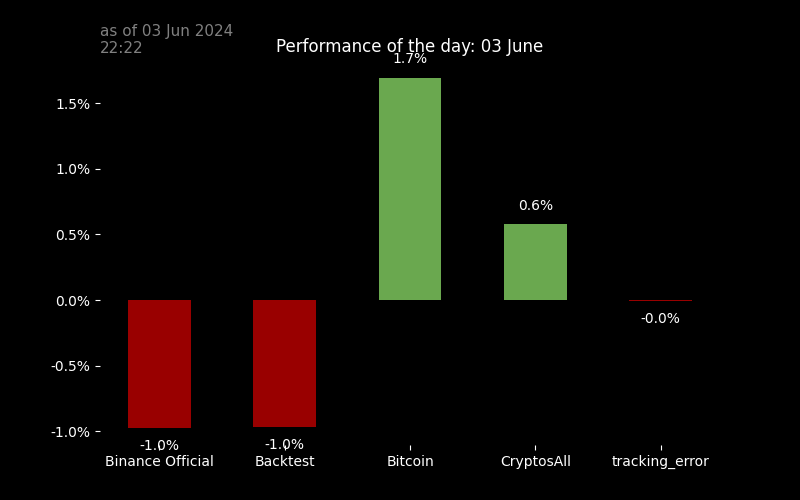 as of 03 Jun 2024
22:22
Performance of the day: 03 June
1.7%
1.5%
1.0%
0.6%
0.5%
0.0%
-0.0%
-0.5%
-1.0%
-1.0%
-1.0%
Binance Official
Backtest
Bitcoin
CryptosAll
tracking_error